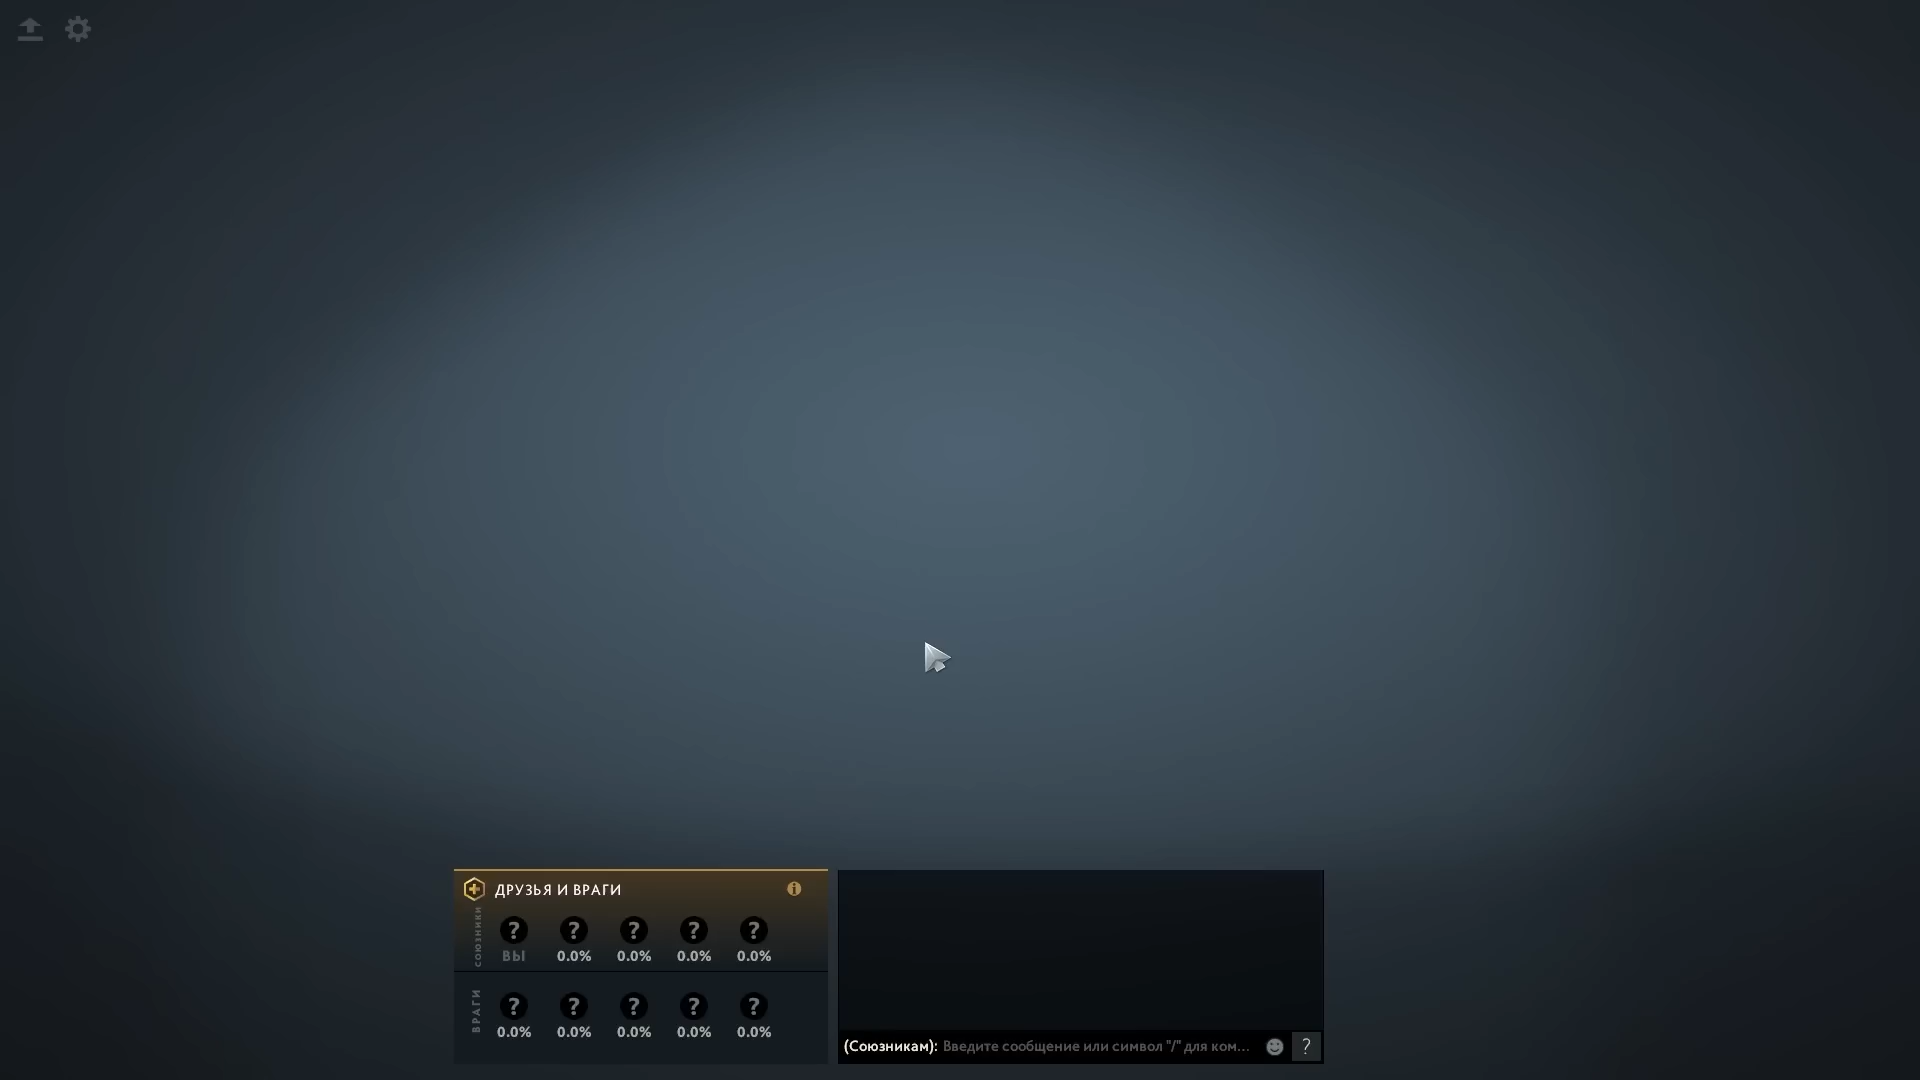 ДРУЗЬЯ И ВРАГИ
СОЮЗНИКИ
? ? ? ? ?
ВЫ 0.0% 0.0% 0.0% 0.0%
ВРАГИ
? ? ? ? ?
0.0% 0.0% 0.0% 0.0% 0.0%
(Союзникам): Введите сообщение или символ "/" для ком... ?